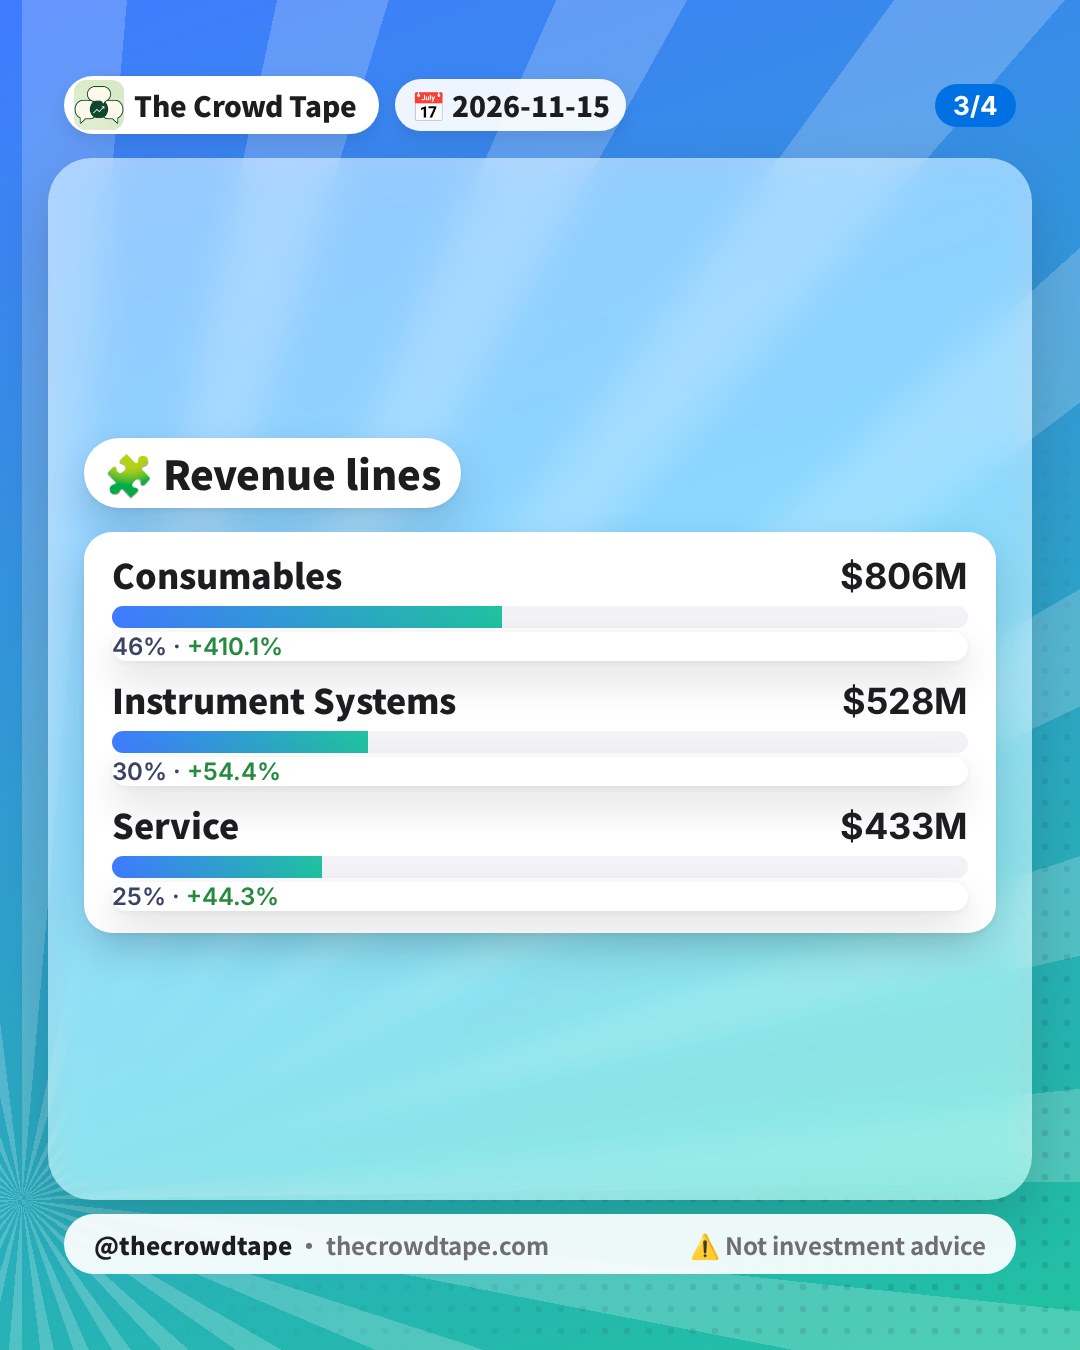 The Crowd Tape
📅 2026-11-15
3/4
🧩 Revenue lines
Consumables $806M
46% · +410.1%
Instrument Systems $528M
30% · +54.4%
Service $433M
25% · +44.3%
@thecrowdtape · thecrowdtape.com ⚠️ Not investment advice